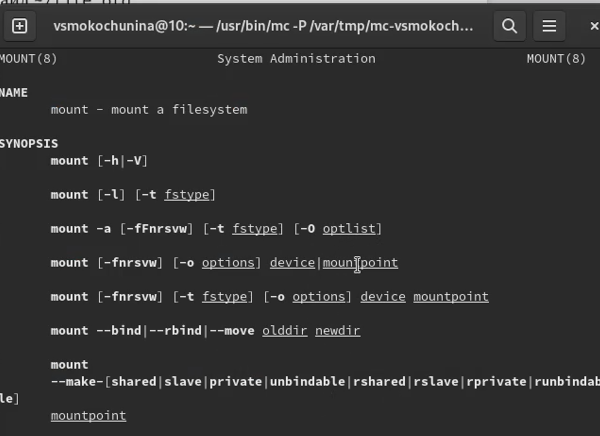 vsmokochunina@10:~ — /usr/bin/mc -P /var/tmp/mc-vsmokoch...
MOUNT(8) System Administration MOUNT(8)
NAME
mount - mount a filesystem
SYNOPSIS
mount [-h|-V]
mount [-l] [-t fstype]
mount -a [-fFnrsvw] [-t fstype] [-O optlist]
mount [-fnrsvw] [-o options] device|mountpoint
mount [-fnrsvw] [-t fstype] [-o options] device mountpoint
mount --bind|--rbind|--move olddir newdir
mount
--make-[shared|slave|private|unbindable|rshared|rslave|rprivate|runbindab
le]
mountpoint